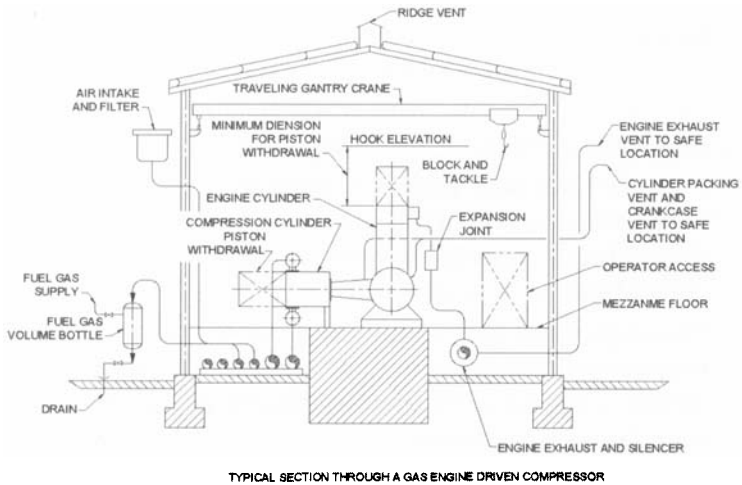 RIDGE VENT
TRAVELING GANTRY CRANE
AIR INTAKE
AND FILTER
MINIMUM DIENSION
FOR PISTON
WITHDRAWAL
HOOK ELEVATION
BLOCK AND
TACKLE
ENGINE EXHAUST
VENT TO SAFE
LOCATION
CYLINDER PACKING
VENT AND
CRANKCASE
VENT TO SAFE
LOCATION
ENGINE CYLINDER
COMPRESSION CYLINDER
PISTON
WITHDRAWAL
EXPANSION
JOINT
OPERATOR ACCESS
FUEL GAS
SUPPLY
FUEL GAS
VOLUME BOTTLE
MEZZANME FLOOR
DRAIN
ENGINE EXHAUST AND SILENCER
TYPICAL SECTION THROUGH A GAS ENGINE DRIVEN COMPRESSOR